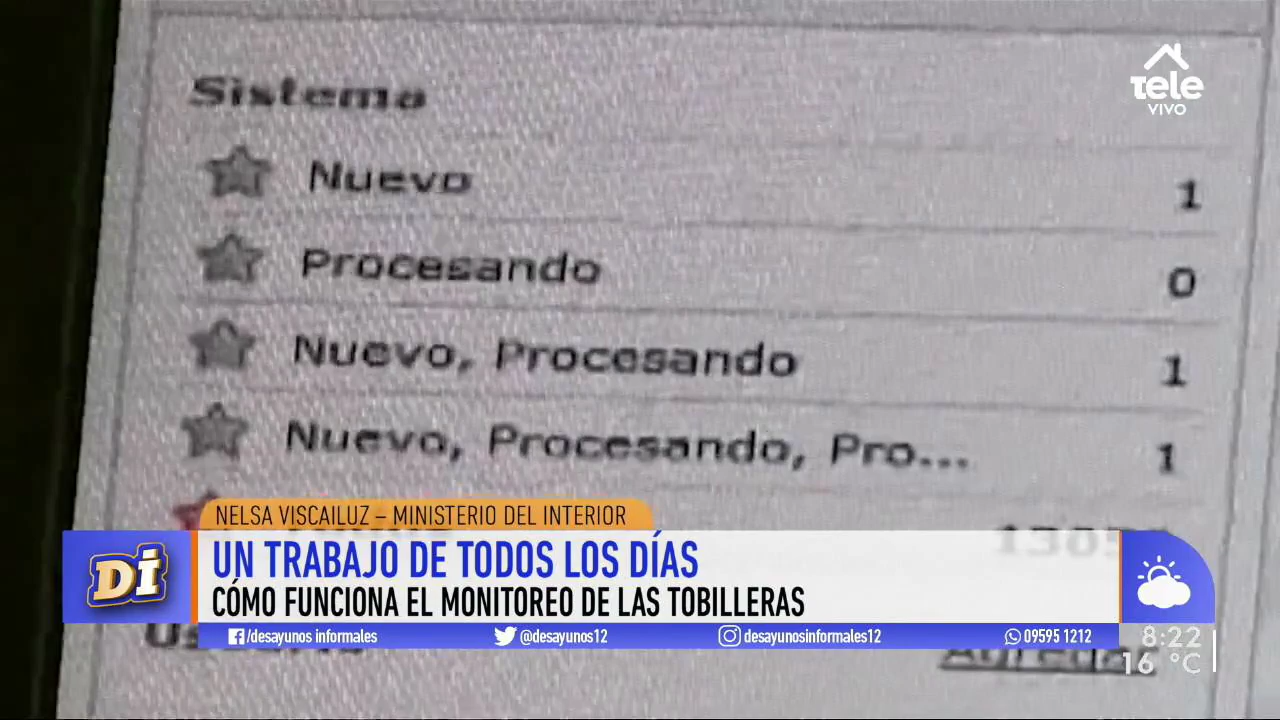 Sistema
tele
VIVO
Nuevo 1
Procesando 0
Nuevo, Procesando 1
Nuevo, Procesando, Pro... 1
NELSA VISCAILUZ – MINISTERIO DEL INTERIOR
Di
UN TRABAJO DE TODOS LOS DÍAS
CÓMO FUNCIONA EL MONITOREO DE LAS TOBILLERAS
/desayunos informales @desayunos12 desayunosinformales12 09595 1212
8:22
Agregar
16 °C